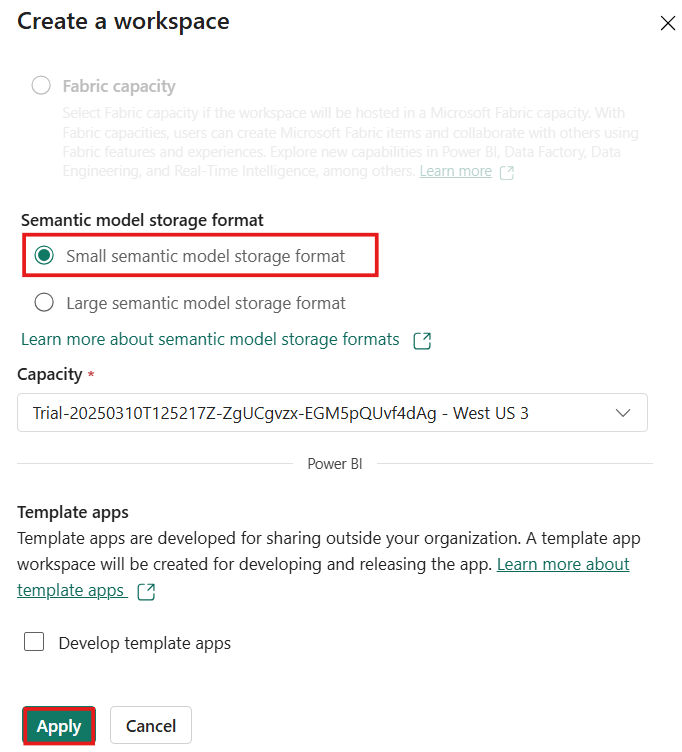 Create a workspace
Fabric capacity
Select Fabric capacity if the workspace will be hosted in a Microsoft Fabric capacity. With
Fabric capacities, users can create Microsoft Fabric items and collaborate with others using
Fabric features and experiences. Explore new capabilities in Power BI, Data Factory, Data
Engineering, and Real-Time Intelligence, among others. Learn more
Semantic model storage format
Small semantic model storage format
Large semantic model storage format
Learn more about semantic model storage formats
Capacity *
Trial-20250310T125217Z-ZgUCgvzx-EGM5pQUvf4dAg - West US 3
Power BI
Template apps
Template apps are developed for sharing outside your organization. A template app
workspace will be created for developing and releasing the app. Learn more about
template apps
Develop template apps
Apply Cancel